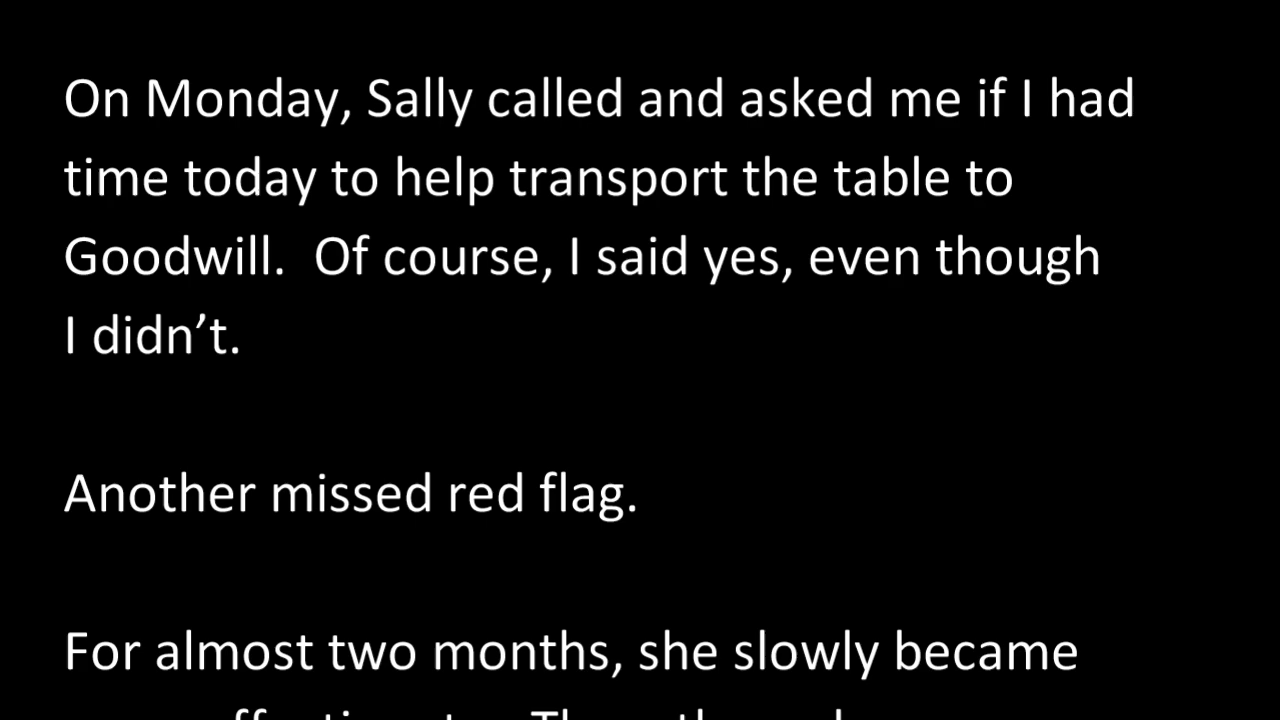 On Monday, Sally called and asked me if I had
time today to help transport the table to
Goodwill.  Of course, I said yes, even though
I didn’t.
Another missed red flag.
For almost two months, she slowly became